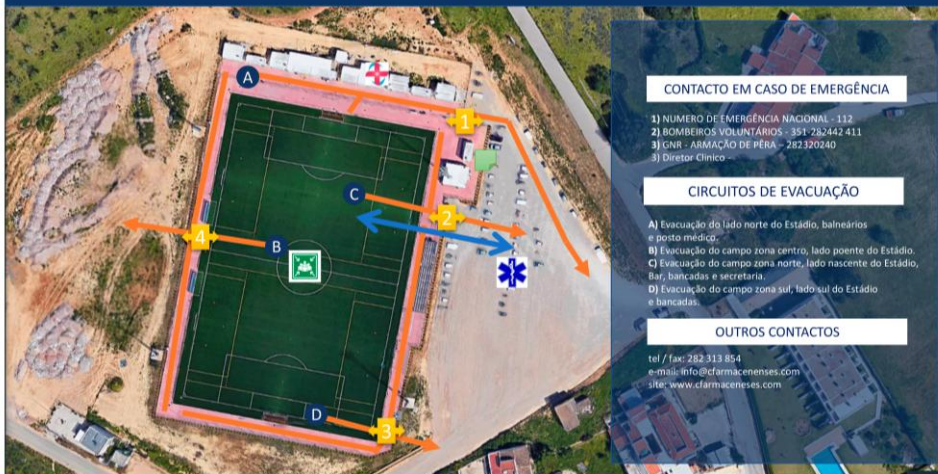 A
1
C
2
4
B
D
3
CONTACTO EM CASO DE EMERGÊNCIA
1) NUMERO DE EMERGÊNCIA NACIONAL - 112
2) BOMBEIROS VOLUNTÁRIOS - 351-282442 411
3) GNR - ARMAÇÃO DE PÊRA – 282320240
3) Diretor Clinico –
CIRCUITOS DE EVACUAÇÃO
A) Evacuação do lado norte do Estádio, balneários
e posto médico.
B) Evacuação do campo zona centro, lado poente do Estádio.
C) Evacuação do campo zona norte, lado nascente do Estádio,
Bar, bancadas e secretaria.
D) Evacuação do campo zona sul, lado sul do Estádio
e bancadas.
OUTROS CONTACTOS
tel / fax: 282 313 854
e-mail: info@cfarmacenenses.com
site: www.cfarmaceneses.com